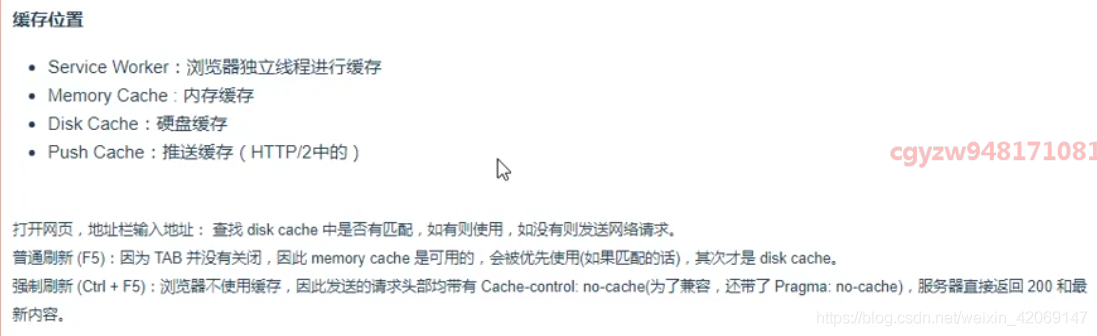 缓存位置
Service Worker：浏览器独立线程进行缓存
Memory Cache : 内存缓存
Disk Cache：硬盘缓存
Push Cache：推送缓存（HTTP/2中的）
cgyzw948171081
打开网页，地址栏输入地址： 查找 disk cache 中是否有匹配，如有则使用，如没有则发送网络请求。
普通刷新 (F5)：因为 TAB 并没有关闭，因此 memory cache 是可用的，会被优先使用(如果匹配的话)，其次才是 disk cache。
强制刷新 (Ctrl + F5)：浏览器不使用缓存，因此发送的请求头部均带有 Cache-control: no-cache(为了兼容，还带了 Pragma: no-cache)，服务器直接返回 200 和最
新内容。
https://blog.csdn.net/weixin_42069147